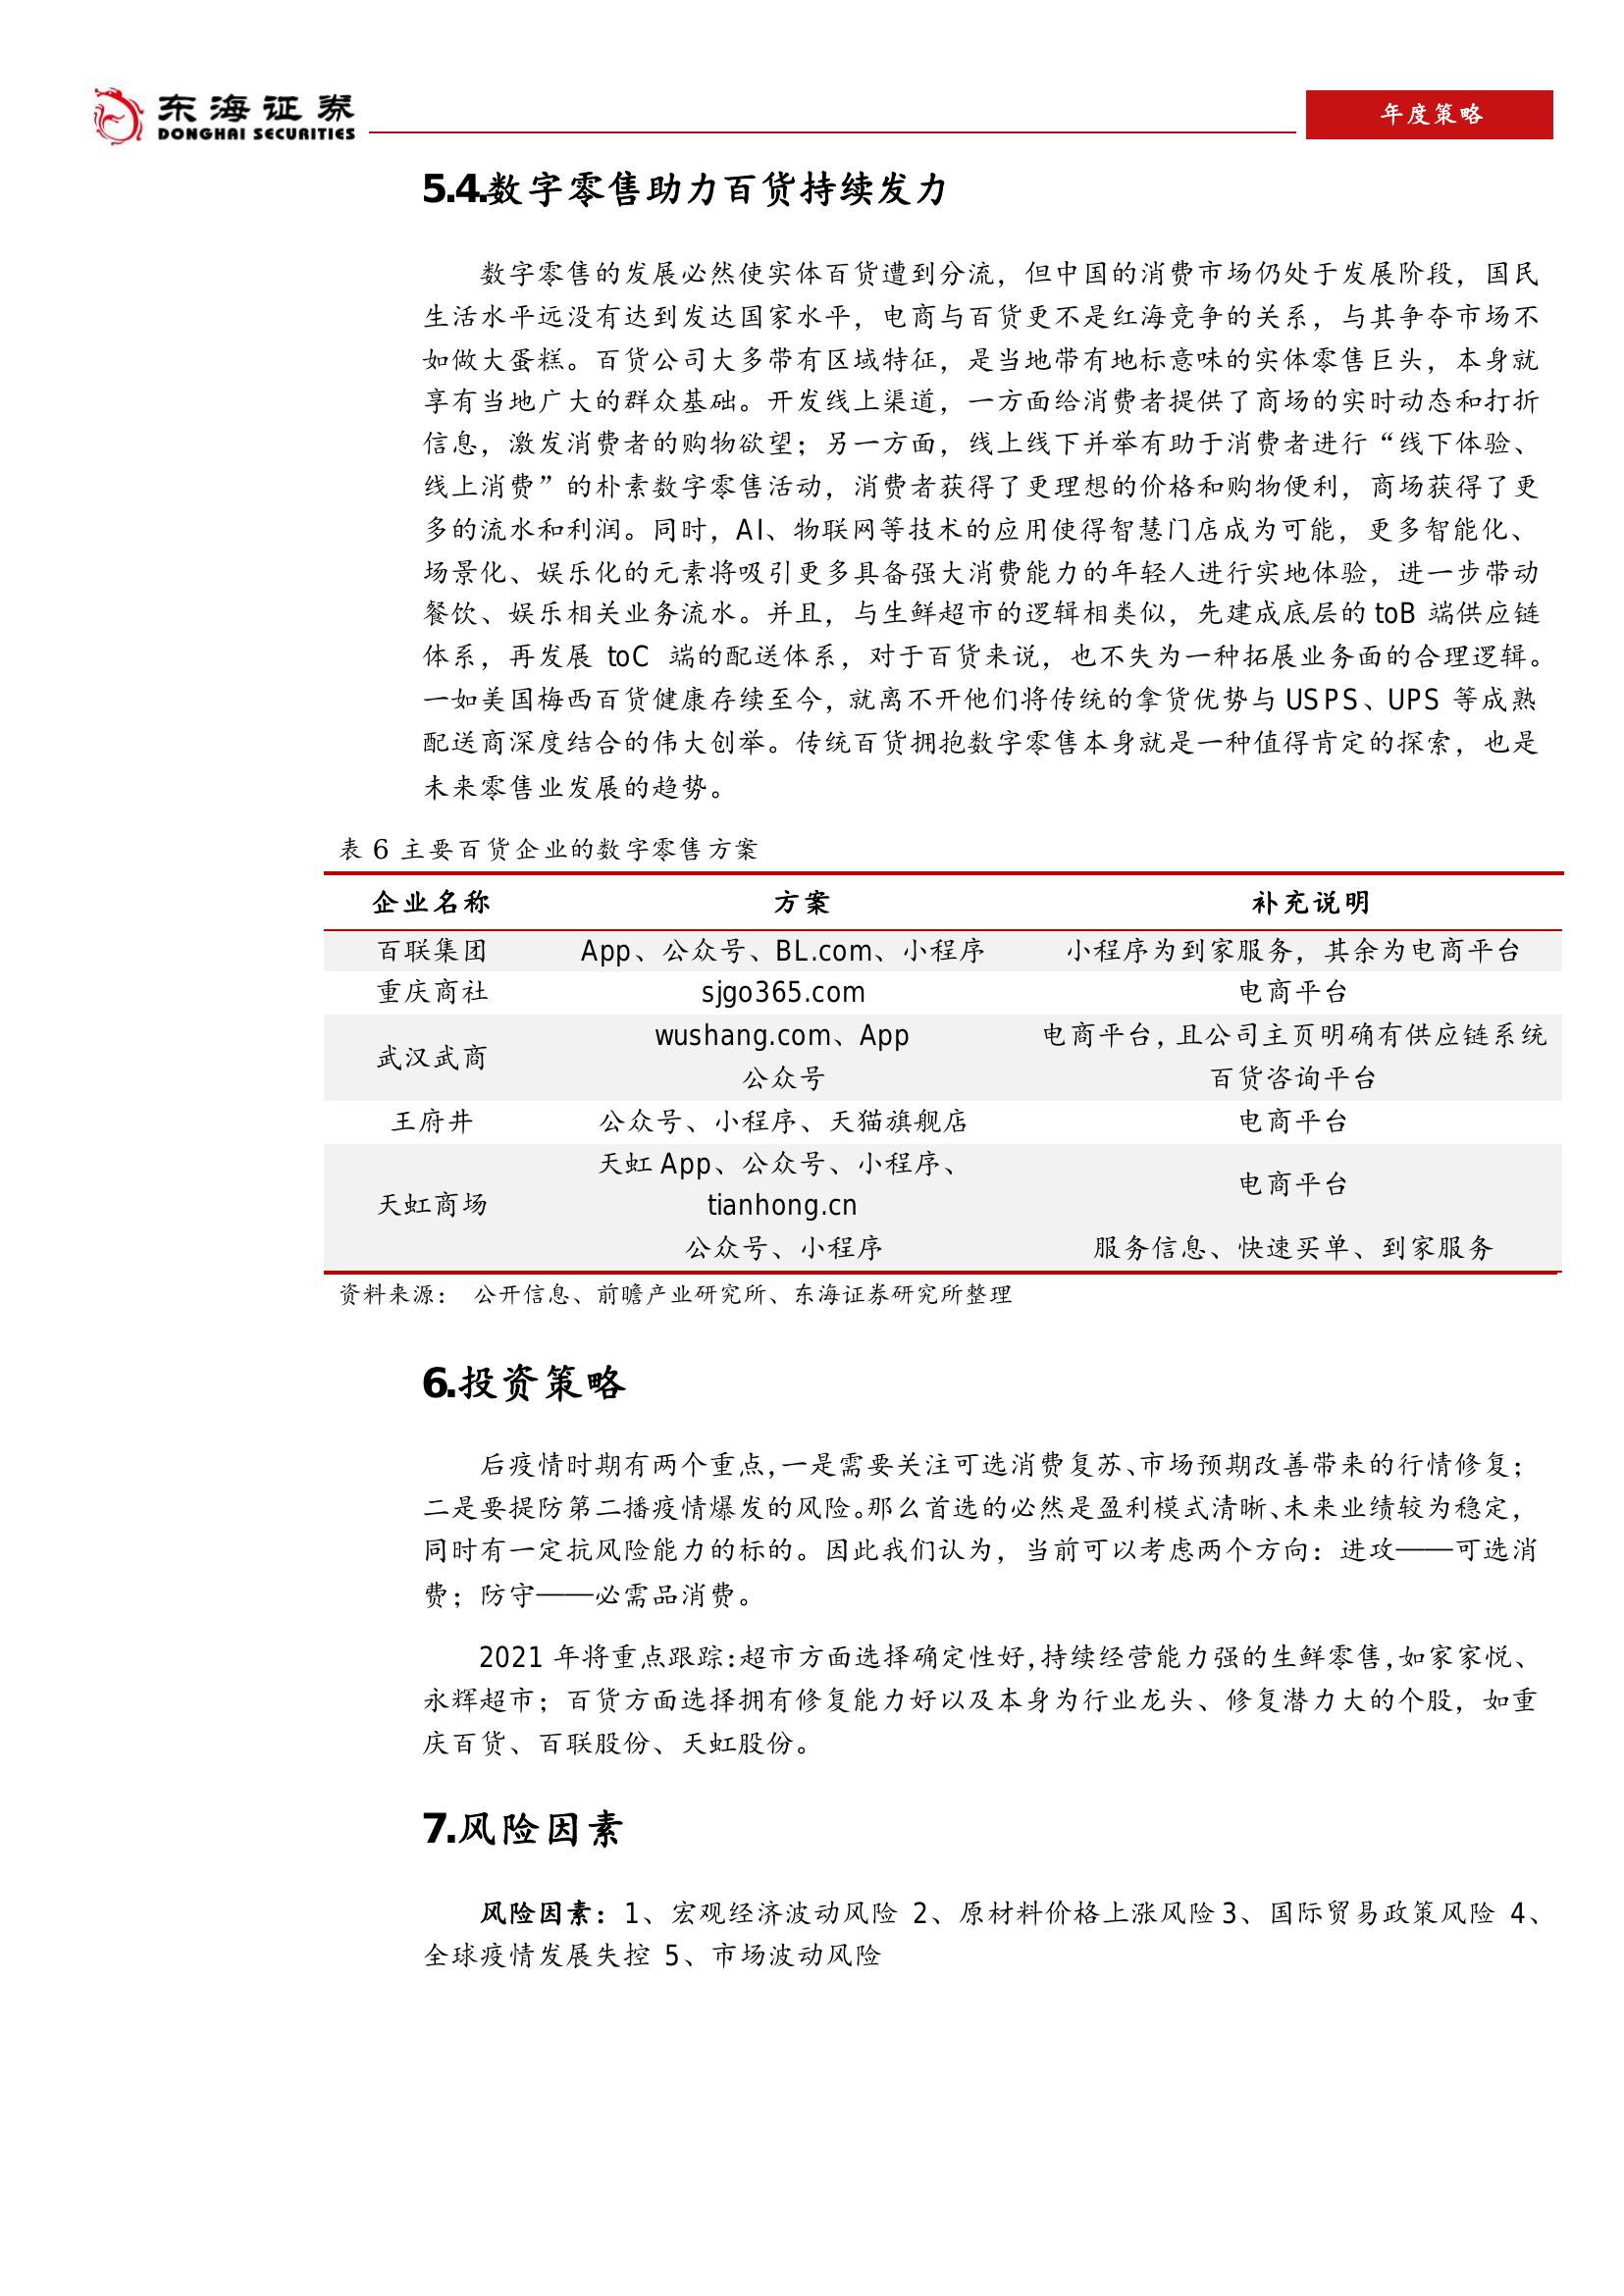 东海证券
DONGHAI SECURITIES
年度策略
5.4.数字零售助力百货持续发力
数字零售的发展必然使实体百货遭到分流，但中国的消费市场仍处于发展阶段，国民
生活水平远没有达到发达国家水平，电商与百货更不是红海竞争的关系，与其争夺市场不
如做大蛋糕。百货公司大多带有区域特征，是当地带有地标意味的实体零售巨头，本身就
享有当地广大的群众基础。开发线上渠道，一方面给消费者提供了商场的实时动态和打折
信息，激发消费者的购物欲望；另一方面，线上线下并举有助于消费者进行“线下体验、
线上消费”的朴素数字零售活动，消费者获得了更理想的价格和购物便利，商场获得了更
多的流水和利润。同时，AI、物联网等技术的应用使得智慧门店成为可能，更多智能化、
场景化、娱乐化的元素将吸引更多具备强大消费能力的年轻人进行实地体验，进一步带动
餐饮、娱乐相关业务流水。并且，与生鲜超市的逻辑相类似，先建成底层的 toB 端供应链
体系，再发展 toC 端的配送体系，对于百货来说，也不失为一种拓展业务面的合理逻辑。
一如美国梅西百货健康存续至今，就离不开他们将传统的拿货优势与 USPS、UPS 等成熟
配送商深度结合的伟大创举。传统百货拥抱数字零售本身就是一种值得肯定的探索，也是
未来零售业发展的趋势。
表 6 主要百货企业的数字零售方案
企业名称 方案 补充说明
百联集团 App、公众号、BL.com、小程序 小程序为到家服务，其余为电商平台
重庆商社 sjgo365.com 电商平台
武汉武商 wushang.com、App 电商平台，且公司主页明确有供应链系统
公众号 百货咨询平台
王府井 公众号、小程序、天猫旗舰店 电商平台
天虹商场 天虹 App、公众号、小程序、
tianhong.cn 电商平台
公众号、小程序 服务信息、快速买单、到家服务
资料来源： 公开信息、前瞻产业研究所、东海证券研究所整理
6.投资策略
后疫情时期有两个重点，一是需要关注可选消费复苏、市场预期改善带来的行情修复；
二是要提防第二播疫情爆发的风险。那么首选的必然是盈利模式清晰、未来业绩较为稳定，
同时有一定抗风险能力的标的。因此我们认为，当前可以考虑两个方向：进攻——可选消
费；防守——必需品消费。
2021 年将重点跟踪：超市方面选择确定性好，持续经营能力强的生鲜零售，如家家悦、
永辉超市；百货方面选择拥有修复能力好以及本身为行业龙头、修复潜力大的个股，如重
庆百货、百联股份、天虹股份。
7.风险因素
风险因素：1、宏观经济波动风险 2、原材料价格上涨风险 3、国际贸易政策风险 4、
全球疫情发展失控 5、市场波动风险